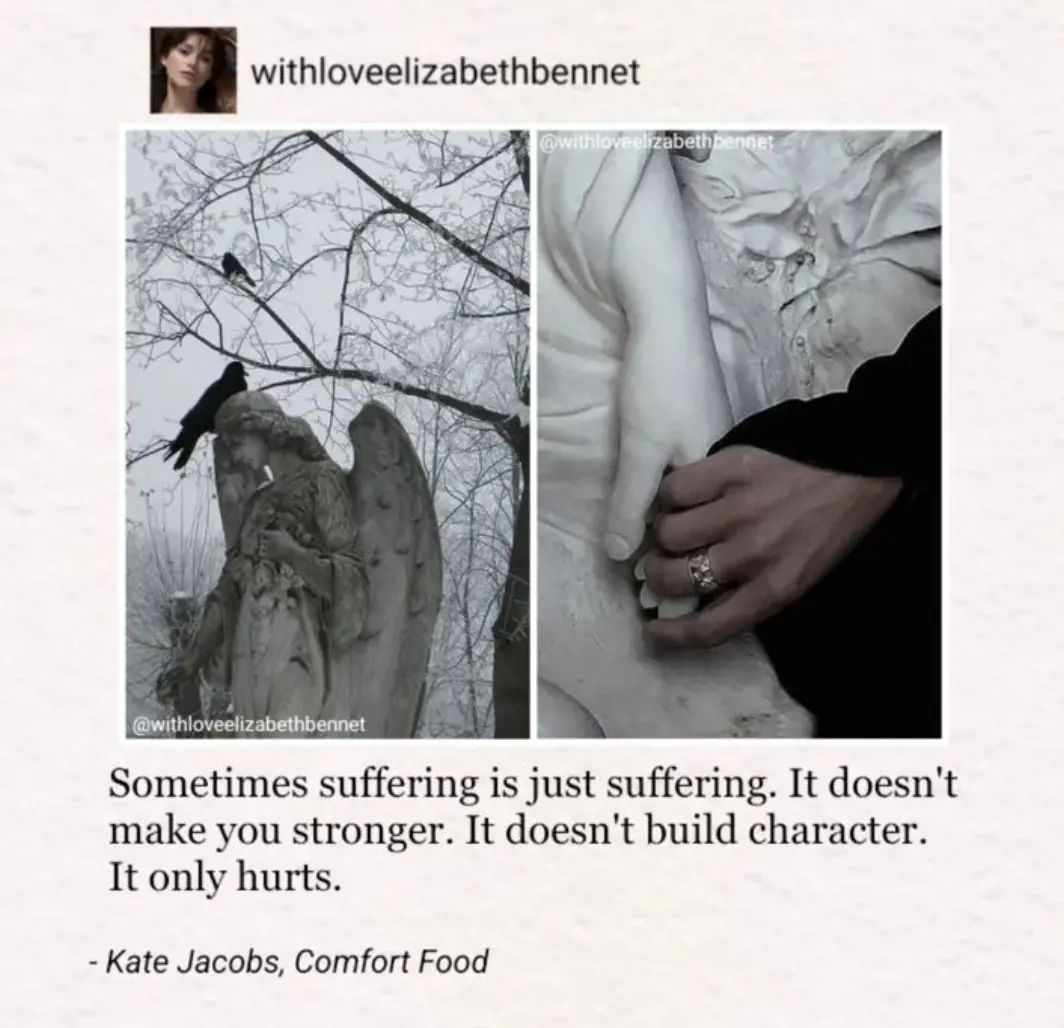 withloveelizabethbennet
@withloveelizabethbennet
@withloveelizabethbennet
Sometimes suffering is just suffering. It doesn't
make you stronger. It doesn't build character.
It only hurts.
- Kate Jacobs, Comfort Food